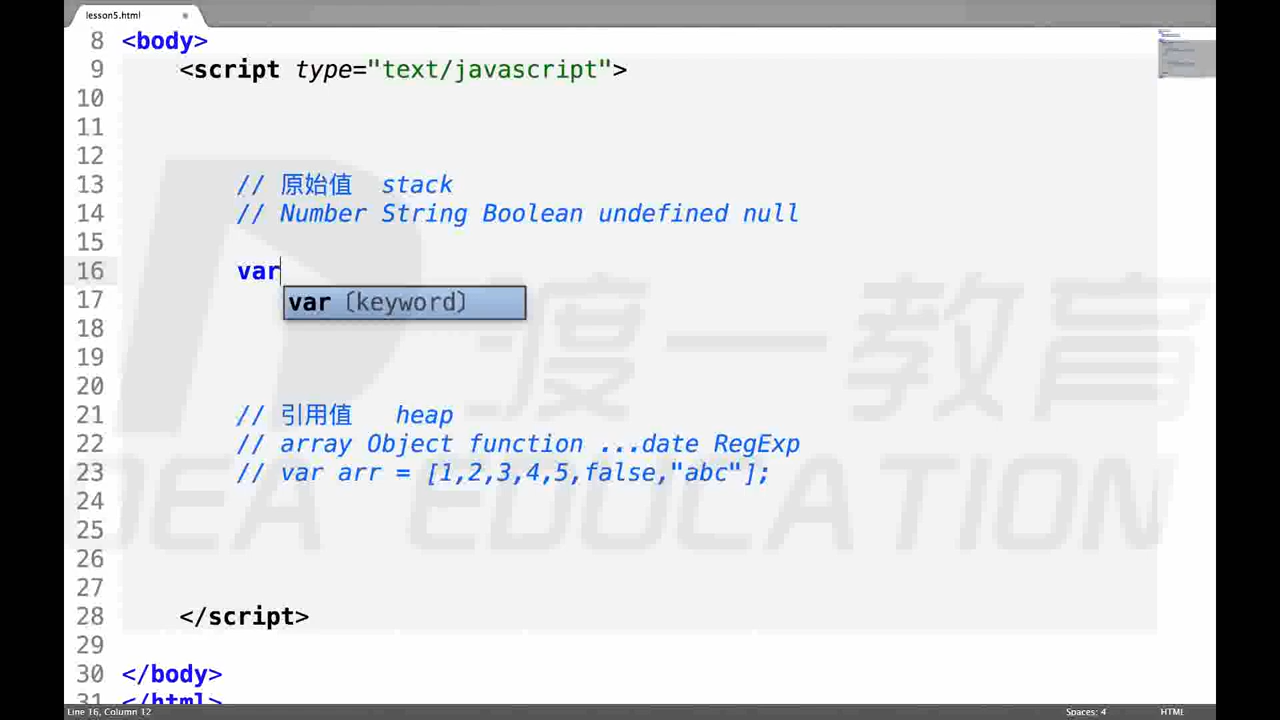 lesson5.html
8 <body>
9 <script type="text/javascript">
10
11
12
13 // 原始值 stack
14 // Number String Boolean undefined null
15
16 var
var (keyword)
17
18
19
20
21 // 引用值 heap
22 // array Object function ...date RegExp
23 // var arr = [1,2,3,4,5,false,"abc"];
24
25
26
27
28 </script>
29
30 </body>
31 </html>
渡一教育
DEA EDUCATION
Line 16, Column 12
Spaces: 4
HTML